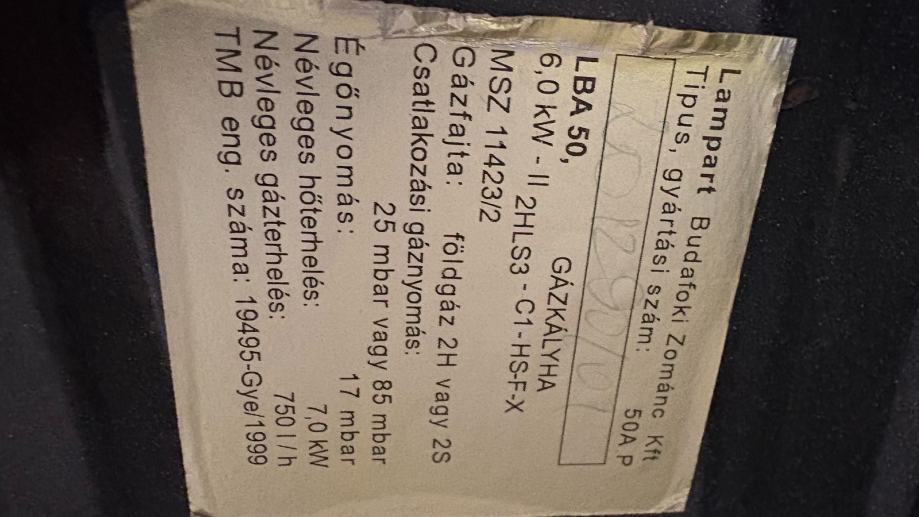 Lampart Budafoki Zománc Kft
Tipus, gyártási szám: 50A P
LBA 50, GÁZKÁLYHA
6,0 kW - II 2HLS3 - C1 - HS-F-X
MSZ 11423/2
Gázfajta: földgáz 2H vagy 2S
Csatlakozási gáznyomás:
25 mbar vagy 85 mbar
Égőnyomás: 17 mbar
Névleges hőterhelés: 7,0 kW
Névleges gázterhelés: 750 l / h
TMB eng. száma: 19495-Gye/1999